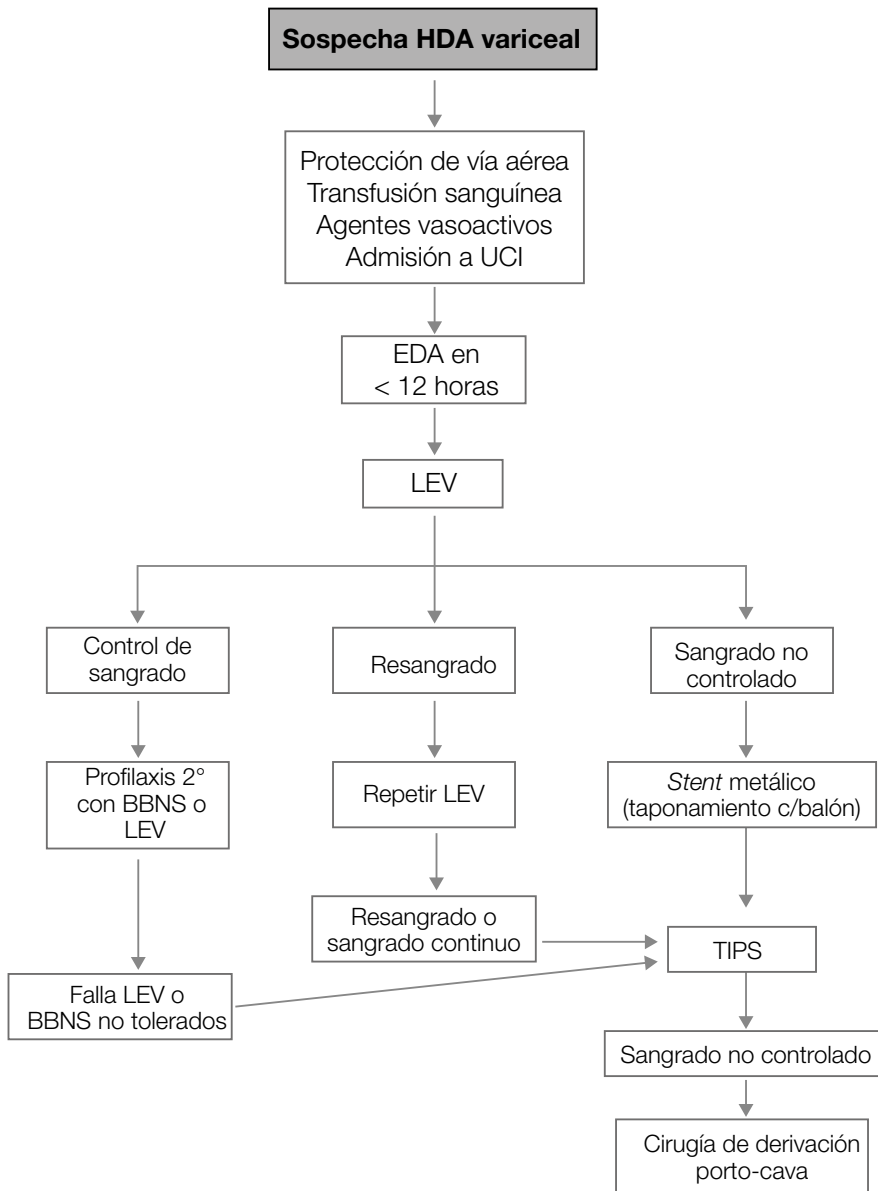 Sospecha HDA variceal
Protección de vía aérea
Transfusión sanguínea
Agentes vasoactivos
Admisión a UCI
EDA en
< 12 horas
LEV
Control de
sangrado
Resangrado
Sangrado no
controlado
Profilaxis 2°
con BBNS o
LEV
Repetir LEV
Stent metálico
(taponamiento c/balón)
Resangrado o
sangrado continuo
TIPS
Falla LEV o
BBNS no tolerados
Sangrado no controlado
Cirugía de derivación
porto-cava